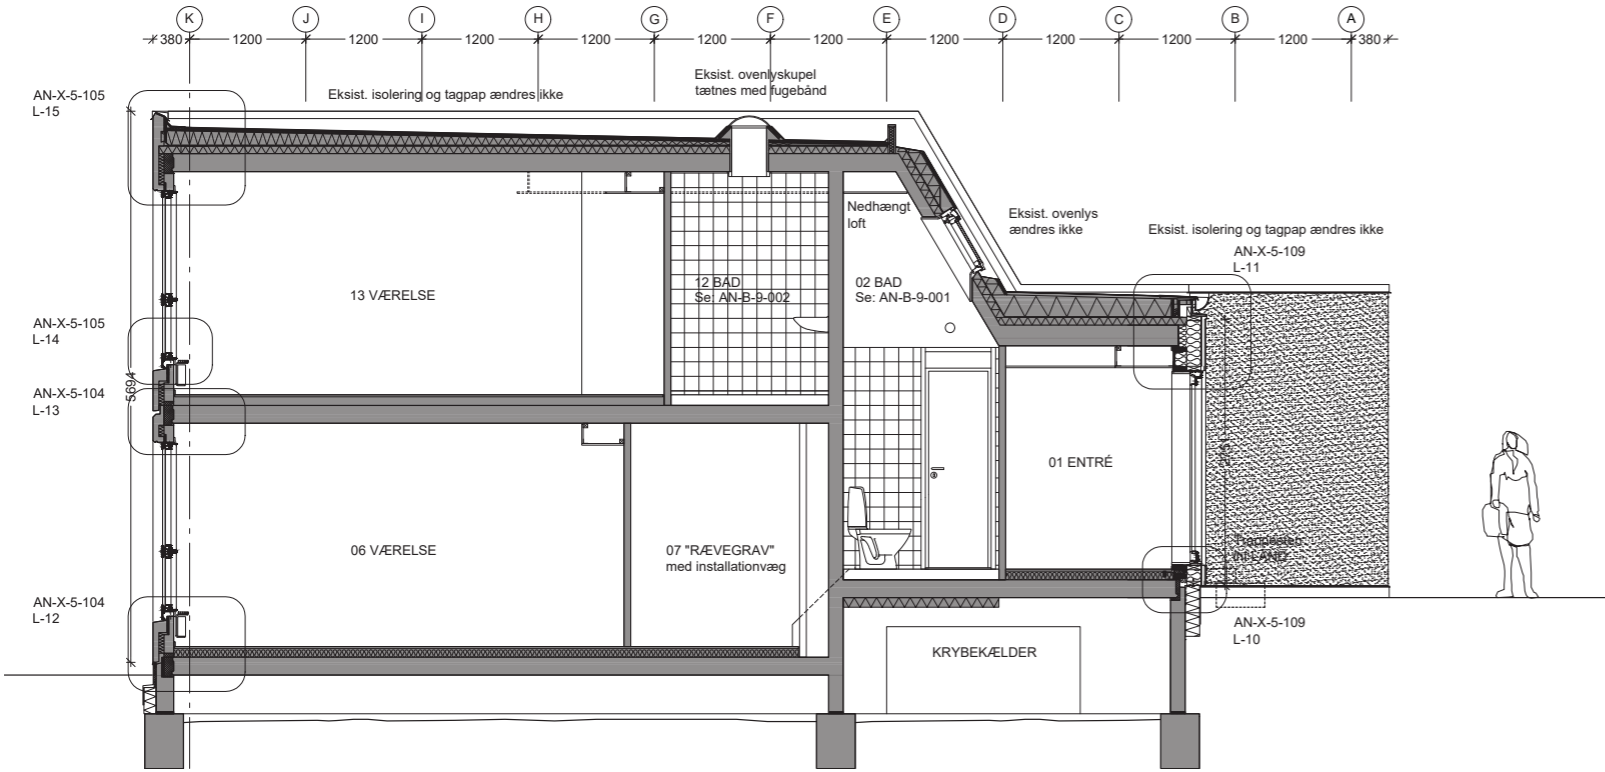 K J I H G F E D C B A
380 1200 1200 1200 1200 1200 1200 1200 1200 1200 1200 380
Eksist. ovenlyskupel
tætnes med fugebånd
Eksist. isolering og tagpap ændres ikke
AN-X-5-105
L-15
Nedhængt
loft
Eksist. ovenlys
ændres ikke
Eksist. isolering og tagpap ændres ikke
AN-X-5-109
L-11
13 VÆRELSE
12 BAD
Se: AN-B-9-002
02 BAD
Se: AN-B-9-001
AN-X-5-105
L-14
5694
AN-X-5-104
L-13
01 ENTRÉ
06 VÆRELSE
07 "RÆVEGRAV"
med installationvæg
AN-X-5-104
L-12
AN-X-5-109
L-10
KRYBEKÆLDER